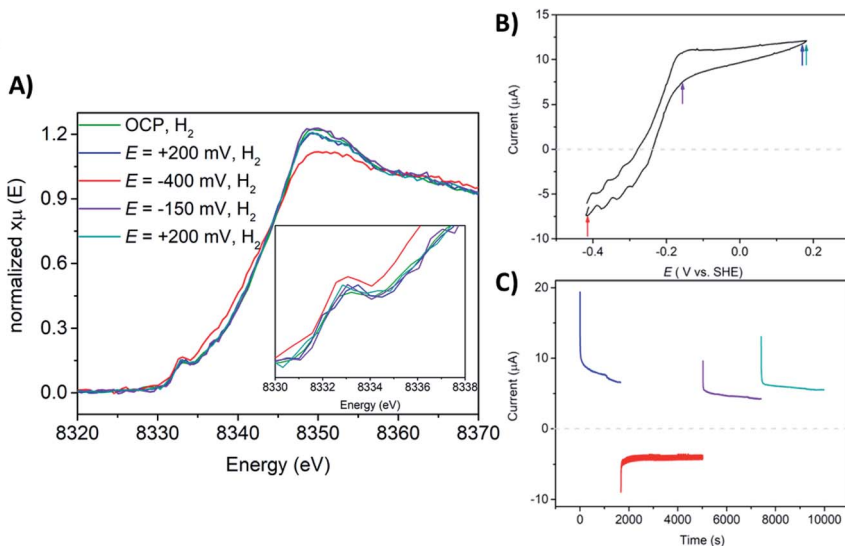 A)
OCP, H₂
E = +200 mV, H₂
E = -400 mV, H₂
E = -150 mV, H₂
E = +200 mV, H₂
normalized xμ (E)
1.2
0.9
0.6
0.3
0.0
8320 8330 8340 8350 8360 8370
Energy (eV)
8330 8332 8334 8336 8338
Energy (eV)
B)
Current (μA)
15
10
5
0
-5
-10
-0.4 -0.2 0.0 0.2
E ( V vs. SHE)
C)
Current (μA)
20
10
0
-10
0 2000 4000 6000 8000 10000
Time (s)